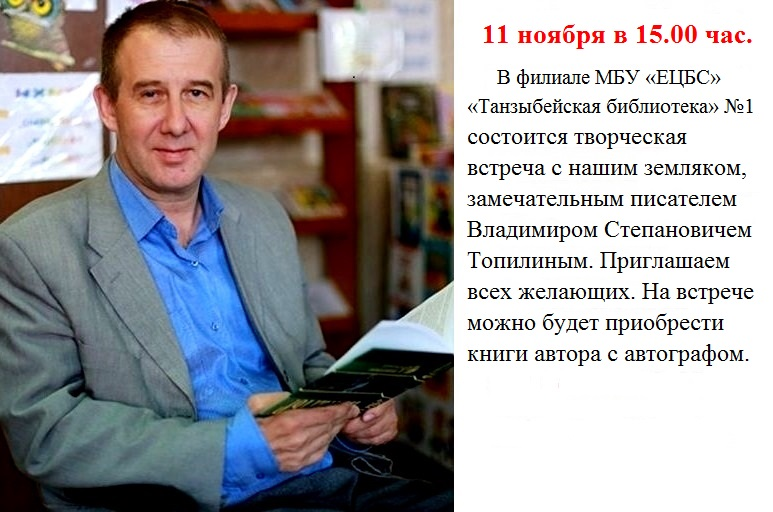 11 ноября в 15.00 час.
В филиале МБУ «ЕЦБС»
«Танзыбейская библиотека» №1
состоится творческая
встреча с нашим земляком,
замечательным писателем
Владимиром Степановичем
Топилиным. Приглашаем
всех желающих. На встрече
можно будет приобрести
книги автора с автографом.